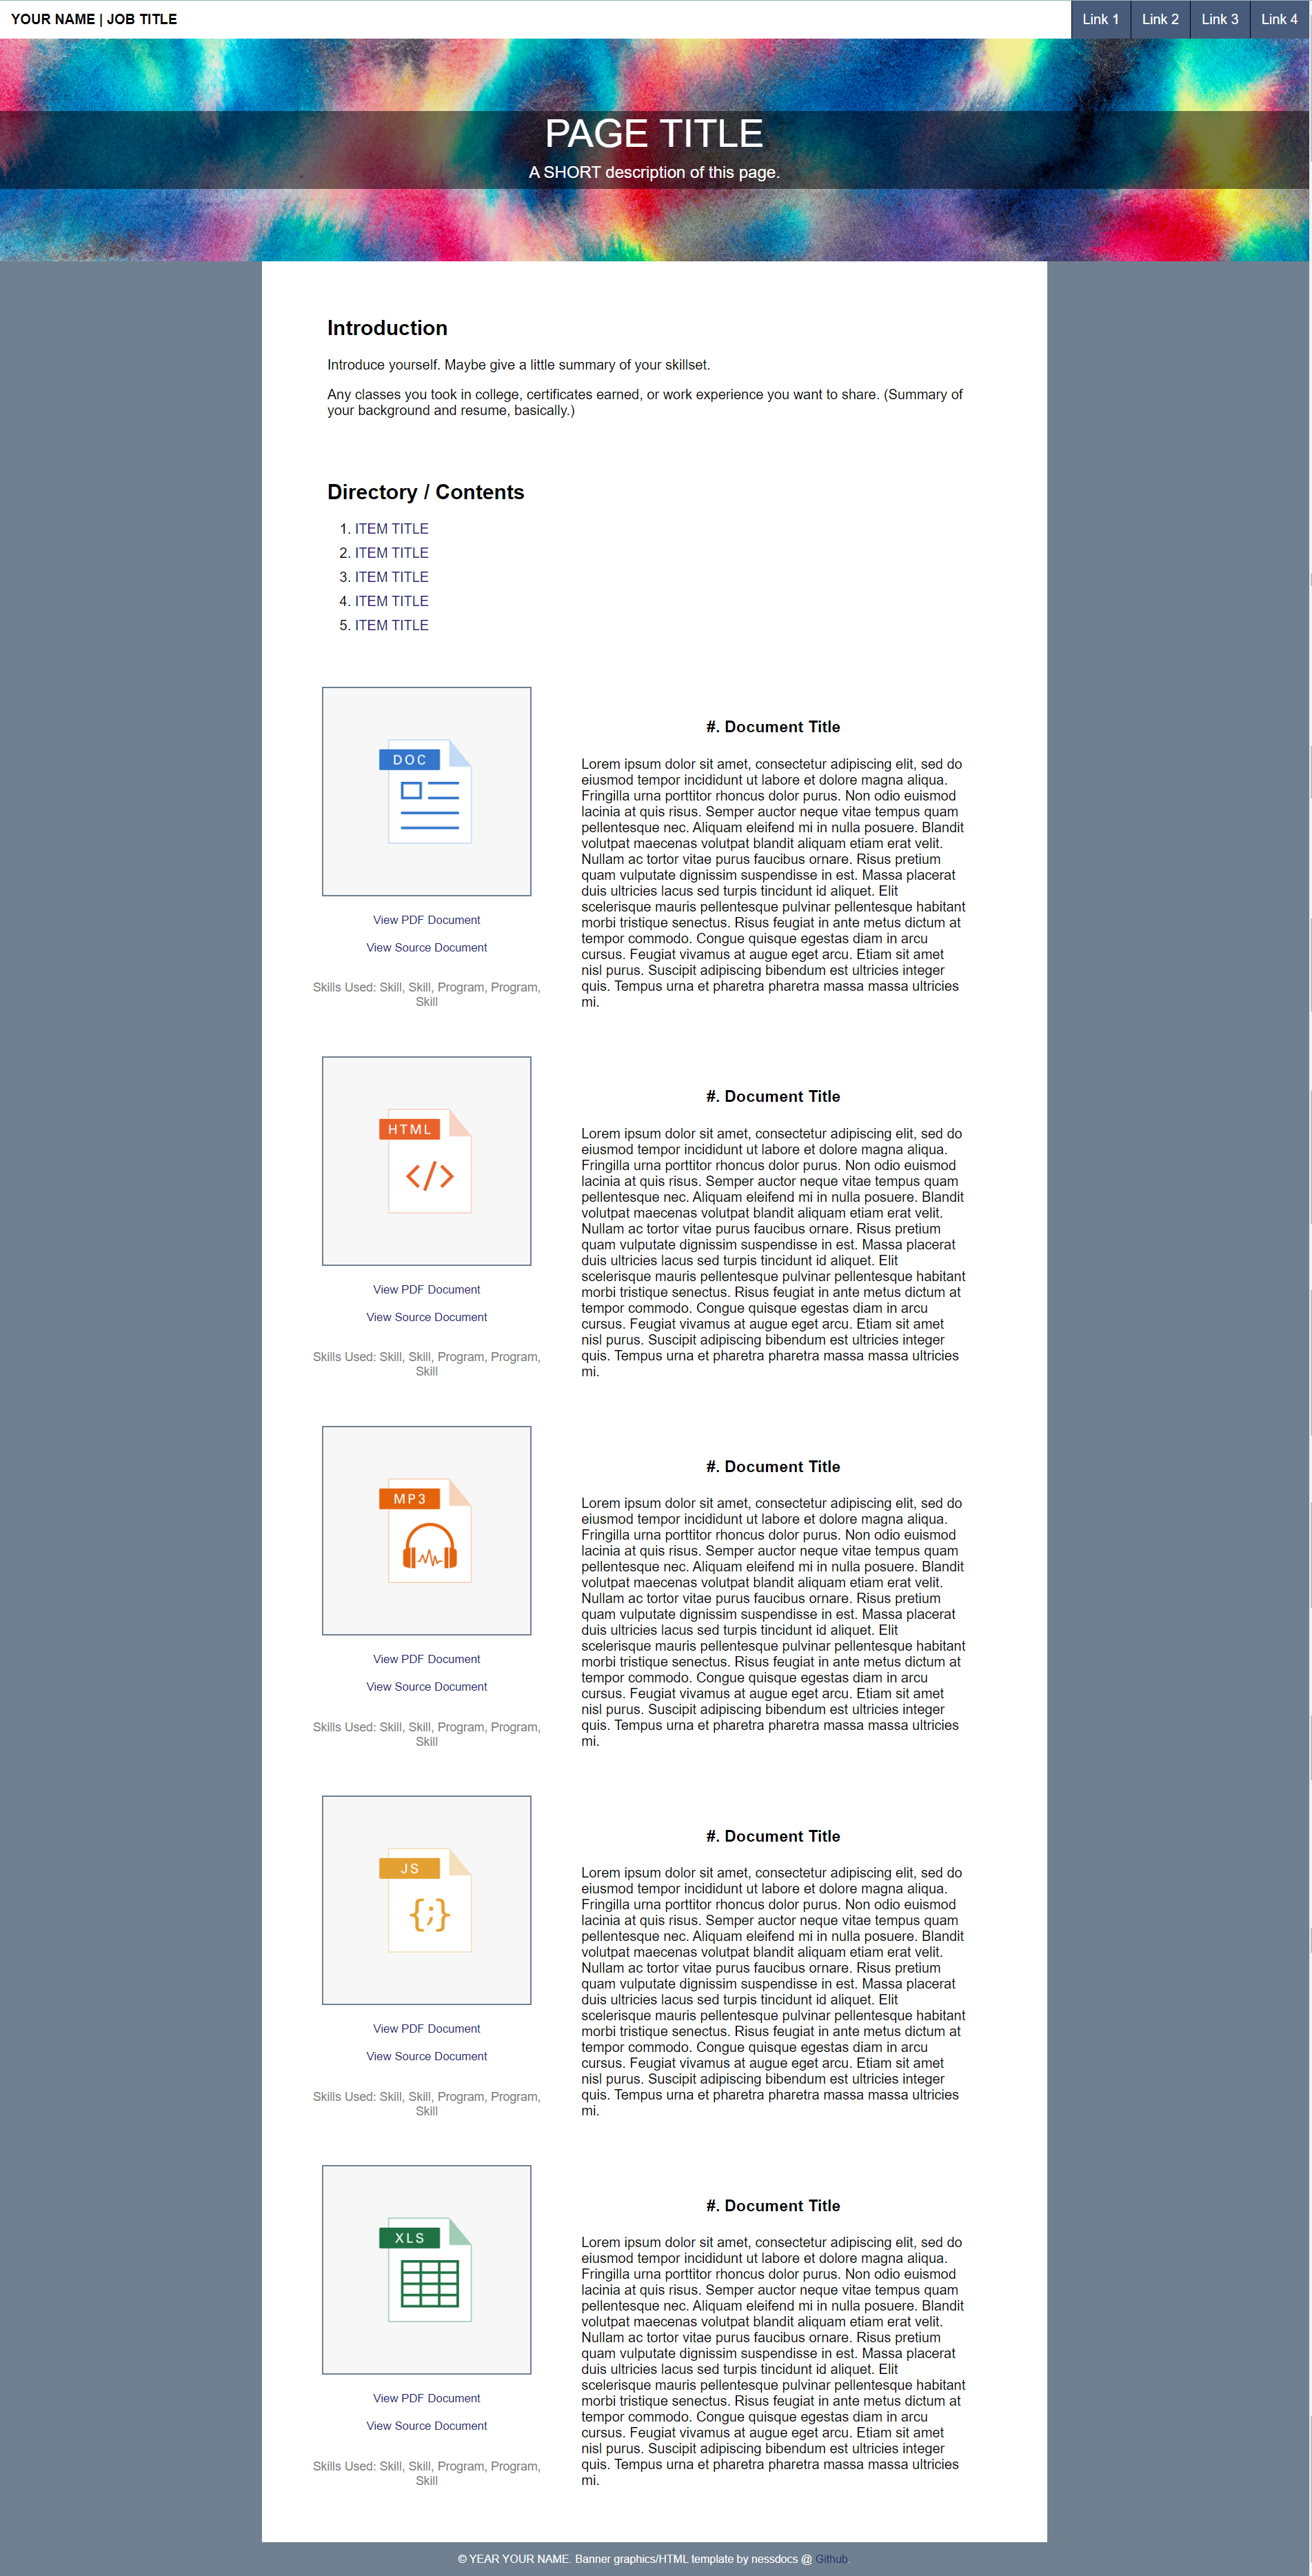 YOUR NAME | JOB TITLE
Link 1 Link 2 Link 3 Link 4
PAGE TITLE
A SHORT description of this page.
Introduction
Introduce yourself. Maybe give a little summary of your skillset.
Any classes you took in college, certificates earned, or work experience you want to share. (Summary of
your background and resume, basically.)
Directory / Contents
1. ITEM TITLE
2. ITEM TITLE
3. ITEM TITLE
4. ITEM TITLE
5. ITEM TITLE
DOC
View PDF Document
View Source Document
Skills Used: Skill, Skill, Program, Program,
Skill
#. Document Title
Lorem ipsum dolor sit amet, consectetur adipiscing elit, sed do
eiusmod tempor incididunt ut labore et dolore magna aliqua.
Fringilla urna porttitor rhoncus dolor purus. Non odio euismod
lacinia at quis risus. Semper auctor neque vitae tempus quam
pellentesque nec. Aliquam eleifend mi in nulla posuere. Blandit
volutpat maecenas volutpat blandit aliquam etiam erat velit.
Nullam ac tortor vitae purus faucibus ornare. Risus pretium
quam vulputate dignissim suspendisse in est. Massa placerat
duis ultricies lacus sed turpis tincidunt id aliquet. Elit
scelerisque mauris pellentesque pulvinar pellentesque habitant
morbi tristique senectus. Risus feugiat in ante metus dictum at
tempor commodo. Congue quisque egestas diam in arcu
cursus. Feugiat vivamus at augue eget arcu. Etiam sit amet
nisl purus. Suscipit adipiscing bibendum est ultricies integer
quis. Tempus urna et pharetra pharetra massa massa ultricies
mi.
HTML
</>
View PDF Document
View Source Document
Skills Used: Skill, Skill, Program, Program,
Skill
#. Document Title
Lorem ipsum dolor sit amet, consectetur adipiscing elit, sed do
eiusmod tempor incididunt ut labore et dolore magna aliqua.
Fringilla urna porttitor rhoncus dolor purus. Non odio euismod
lacinia at quis risus. Semper auctor neque vitae tempus quam
pellentesque nec. Aliquam eleifend mi in nulla posuere. Blandit
volutpat maecenas volutpat blandit aliquam etiam erat velit.
Nullam ac tortor vitae purus faucibus ornare. Risus pretium
quam vulputate dignissim suspendisse in est. Massa placerat
duis ultricies lacus sed turpis tincidunt id aliquet. Elit
scelerisque mauris pellentesque pulvinar pellentesque habitant
morbi tristique senectus. Risus feugiat in ante metus dictum at
tempor commodo. Congue quisque egestas diam in arcu
cursus. Feugiat vivamus at augue eget arcu. Etiam sit amet
nisl purus. Suscipit adipiscing bibendum est ultricies integer
quis. Tempus urna et pharetra pharetra massa massa ultricies
mi.
MP3
View PDF Document
View Source Document
Skills Used: Skill, Skill, Program, Program,
Skill
#. Document Title
Lorem ipsum dolor sit amet, consectetur adipiscing elit, sed do
eiusmod tempor incididunt ut labore et dolore magna aliqua.
Fringilla urna porttitor rhoncus dolor purus. Non odio euismod
lacinia at quis risus. Semper auctor neque vitae tempus quam
pellentesque nec. Aliquam eleifend mi in nulla posuere. Blandit
volutpat maecenas volutpat blandit aliquam etiam erat velit.
Nullam ac tortor vitae purus faucibus ornare. Risus pretium
quam vulputate dignissim suspendisse in est. Massa placerat
duis ultricies lacus sed turpis tincidunt id aliquet. Elit
scelerisque mauris pellentesque pulvinar pellentesque habitant
morbi tristique senectus. Risus feugiat in ante metus dictum at
tempor commodo. Congue quisque egestas diam in arcu
cursus. Feugiat vivamus at augue eget arcu. Etiam sit amet
nisl purus. Suscipit adipiscing bibendum est ultricies integer
quis. Tempus urna et pharetra pharetra massa massa ultricies
mi.
JS
{;}
View PDF Document
View Source Document
Skills Used: Skill, Skill, Program, Program,
Skill
#. Document Title
Lorem ipsum dolor sit amet, consectetur adipiscing elit, sed do
eiusmod tempor incididunt ut labore et dolore magna aliqua.
Fringilla urna porttitor rhoncus dolor purus. Non odio euismod
lacinia at quis risus. Semper auctor neque vitae tempus quam
pellentesque nec. Aliquam eleifend mi in nulla posuere. Blandit
volutpat maecenas volutpat blandit aliquam etiam erat velit.
Nullam ac tortor vitae purus faucibus ornare. Risus pretium
quam vulputate dignissim suspendisse in est. Massa placerat
duis ultricies lacus sed turpis tincidunt id aliquet. Elit
scelerisque mauris pellentesque pulvinar pellentesque habitant
morbi tristique senectus. Risus feugiat in ante metus dictum at
tempor commodo. Congue quisque egestas diam in arcu
cursus. Feugiat vivamus at augue eget arcu. Etiam sit amet
nisl purus. Suscipit adipiscing bibendum est ultricies integer
quis. Tempus urna et pharetra pharetra massa massa ultricies
mi.
XLS
View PDF Document
View Source Document
Skills Used: Skill, Skill, Program, Program,
Skill
#. Document Title
Lorem ipsum dolor sit amet, consectetur adipiscing elit, sed do
eiusmod tempor incididunt ut labore et dolore magna aliqua.
Fringilla urna porttitor rhoncus dolor purus. Non odio euismod
lacinia at quis risus. Semper auctor neque vitae tempus quam
pellentesque nec. Aliquam eleifend mi in nulla posuere. Blandit
volutpat maecenas volutpat blandit aliquam etiam erat velit.
Nullam ac tortor vitae purus faucibus ornare. Risus pretium
quam vulputate dignissim suspendisse in est. Massa placerat
duis ultricies lacus sed turpis tincidunt id aliquet. Elit
scelerisque mauris pellentesque pulvinar pellentesque habitant
morbi tristique senectus. Risus feugiat in ante metus dictum at
tempor commodo. Congue quisque egestas diam in arcu
cursus. Feugiat vivamus at augue eget arcu. Etiam sit amet
nisl purus. Suscipit adipiscing bibendum est ultricies integer
quis. Tempus urna et pharetra pharetra massa massa ultricies
mi.
© YEAR YOUR NAME. Banner graphics/HTML template by nessdocs @ Github.